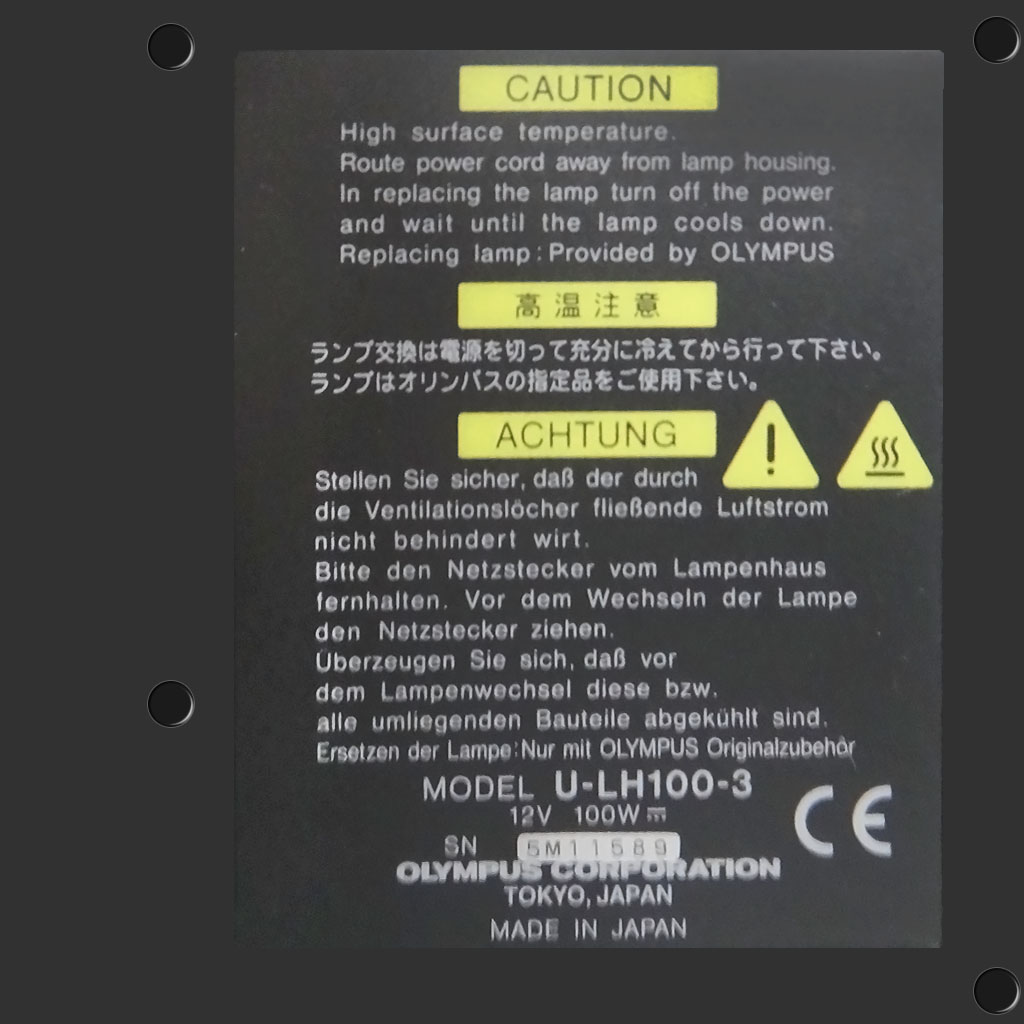 CAUTION
High surface temperature.
Route power cord away from lamp housing.
In replacing the lamp turn off the power
and wait until the lamp cools down.
Replacing lamp : Provided by OLYMPUS
高温注意
ランプ交換は電源を切って充分に冷えてから行って下さい。
ランプはオリンパスの指定品をご使用下さい。
ACHTUNG
Stellen Sie sicher, daß der durch
die Ventilationslöcher fließende Luftstrom
nicht behindert wirt.
Bitte den Netzstecker vom Lampenhaus
fernhalten. Vor dem Wechseln der Lampe
den Netzstecker ziehen.
Überzeugen Sie sich, daß vor
dem Lampenwechsel diese bzw.
alle umliegenden Bauteile abgekühlt sind.
Ersetzen der Lampe:Nur mit OLYMPUS Originalzubehör
MODEL U-LH100-3
12V 100W ⎓
CE
SN 5M11589
OLYMPUS CORPORATION
TOKYO, JAPAN
MADE IN JAPAN